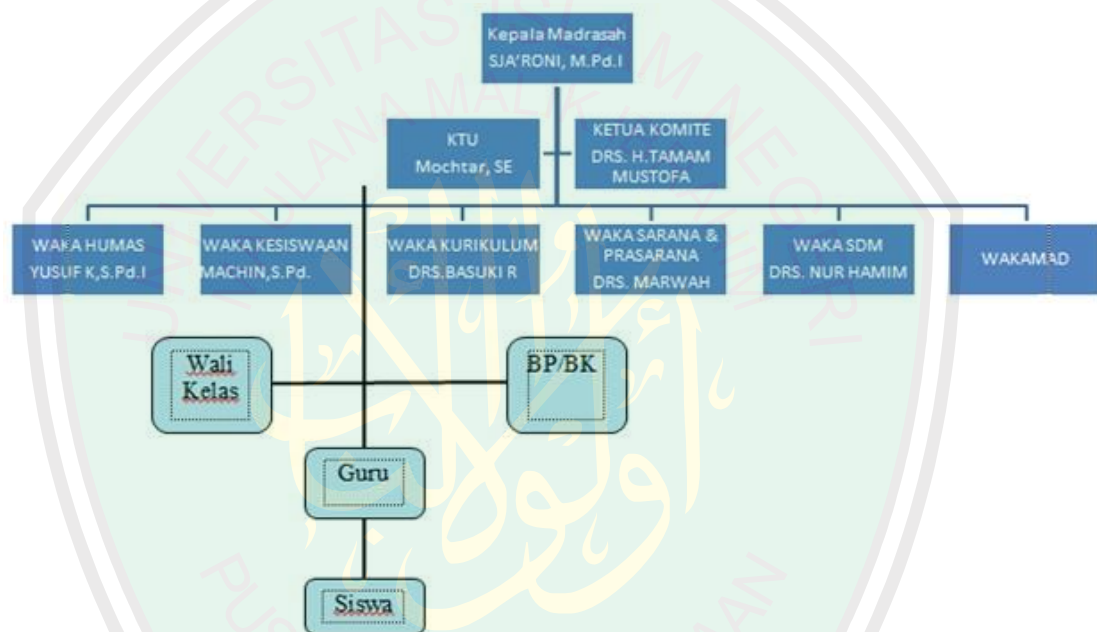 Kepala Madrasah
SJA'RONI, M.Pd.I
KTU
Mochtar, SE
KETUA KOMITE
DRS. H.TAMAM
MUSTOFA
WAKA HUMAS
YUSUF K,S.Pd.I
WAKA KESISWAAN
MACHIN,S.Pd.
WAKA KURIKULUM
DRS.BASUKI R
WAKA SARANA &
PRASARANA
DRS. MARWAH
WAKA SDM
DRS. NUR HAMIM
WAKAMAD
Wali
Kelas
BP/BK
Guru
Siswa